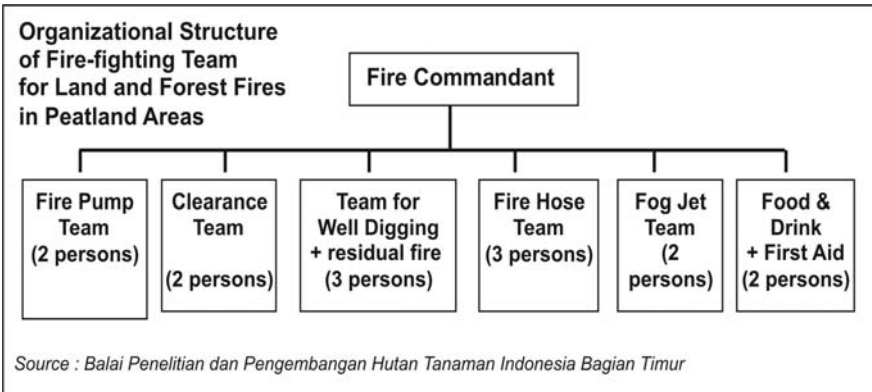 Organizational Structure
of Fire-fighting Team
for Land and Forest Fires
in Peatland Areas
Fire Commandant
Fire Pump
Team
(2 persons)
Clearance
Team
(2 persons)
Team for
Well Digging
+ residual fire
(3 persons)
Fire Hose
Team
(3 persons)
Fog Jet
Team
(2
persons)
Food &
Drink
+ First Aid
(2 persons)
Source : Balai Penelitian dan Pengembangan Hutan Tanaman Indonesia Bagian Timur